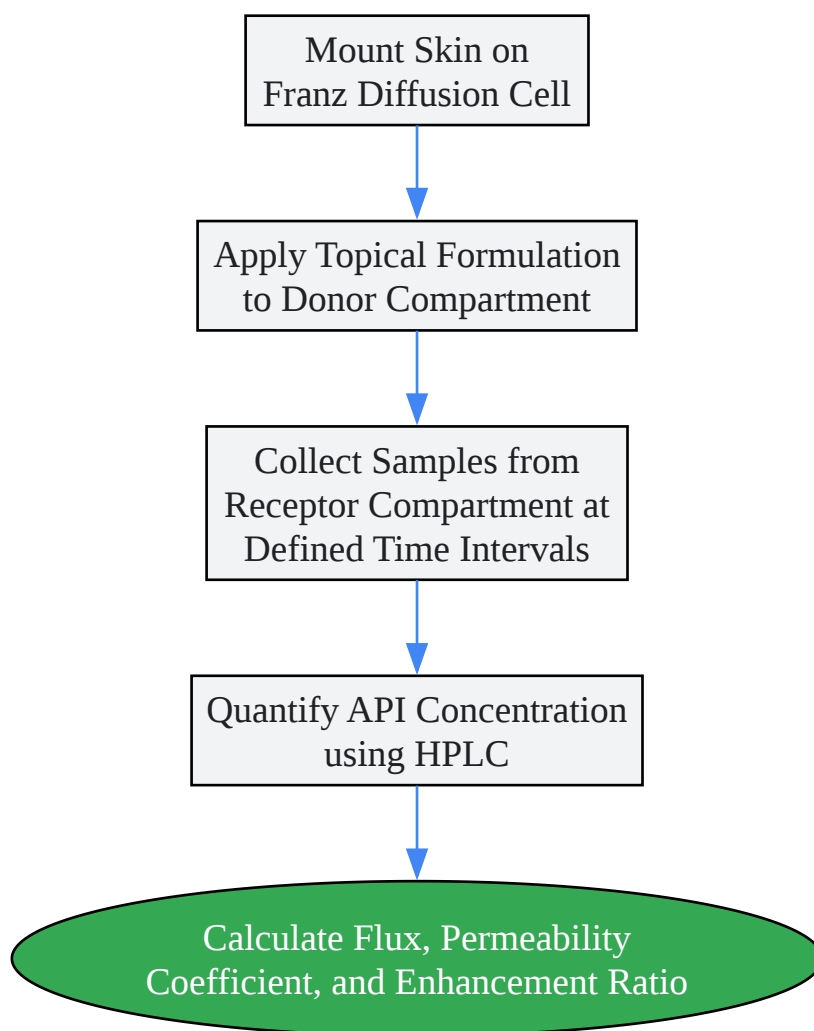 Mount Skin on
Franz Diffusion Cell
Apply Topical Formulation
to Donor Compartment
Collect Samples from
Receptor Compartment at
Defined Time Intervals
Quantify API Concentration
using HPLC
Calculate Flux, Permeability
Coefficient, and Enhancement Ratio